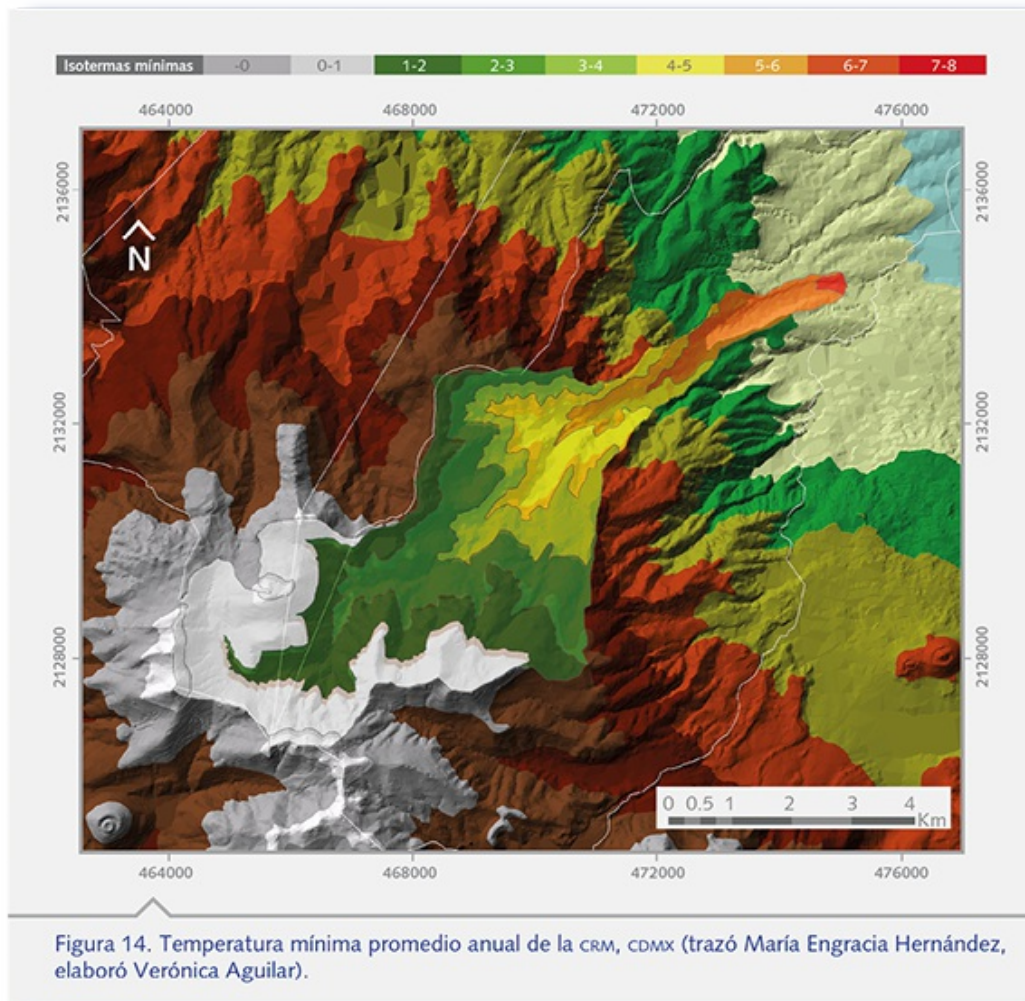 Isotermas mínimas -0 0-1 1-2 2-3 3-4 4-5 5-6 6-7 7-8
464000 468000 472000 476000
2136000 2136000
N
2132000 2132000
2128000 2128000
0 0.5 1 2 3 4
Km
464000 468000 472000 476000
Figura 14. Temperatura mínima promedio anual de la CRM, CDMX (trazó María Engracia Hernández,
elaboró Verónica Aguilar).